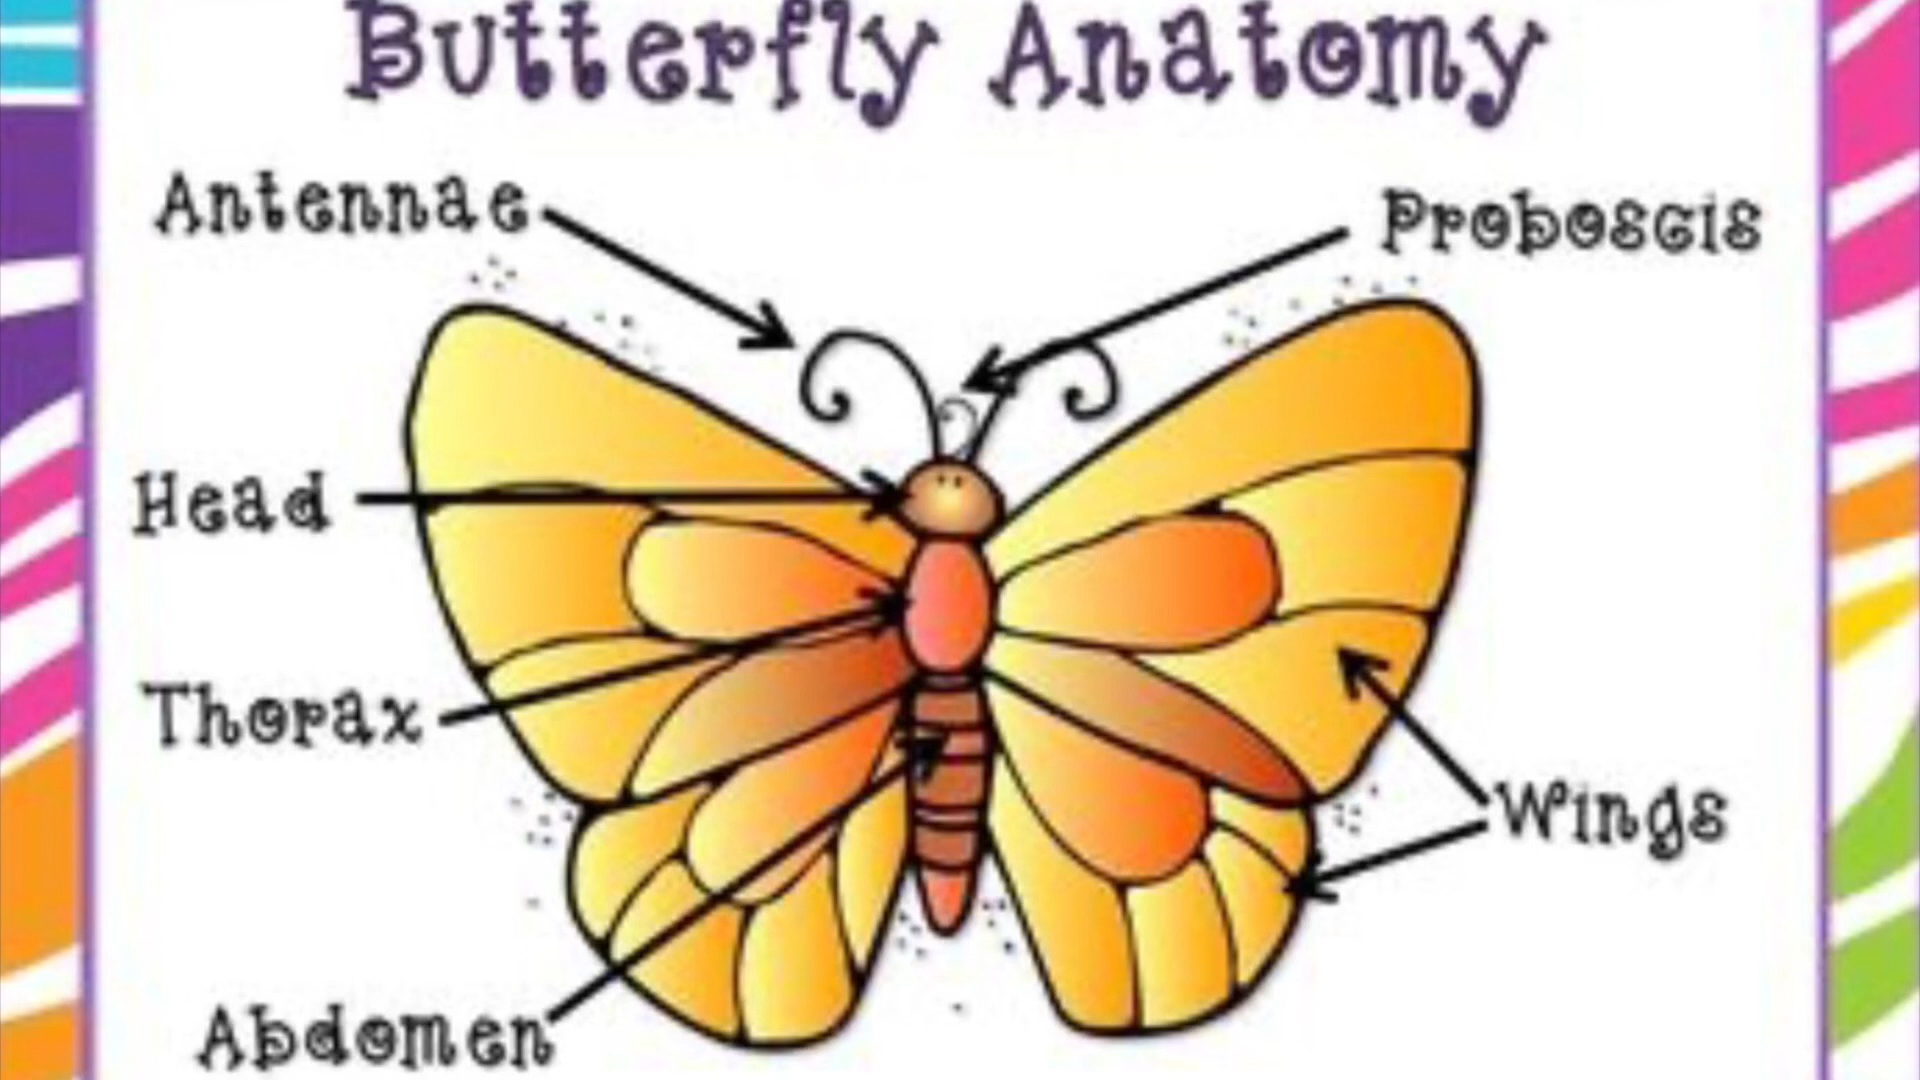 Butterfly Anatomy
Antennae
Proboscis
Head
Thorax
Wings
Abdomen